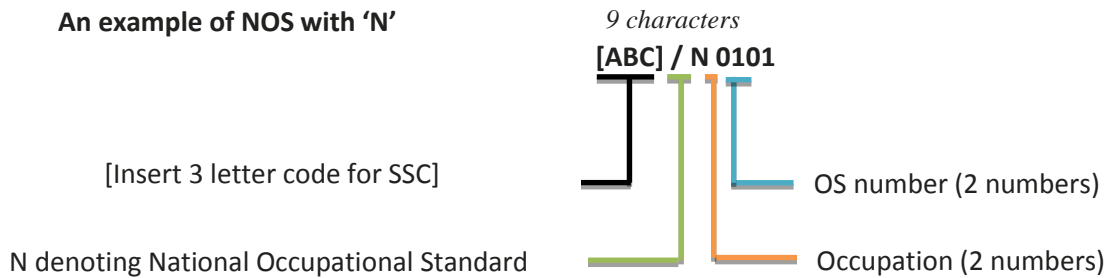 An example of NOS with ‘N’
9 characters
[ABC] / N 0101
[Insert 3 letter code for SSC]
OS number (2 numbers)
N denoting National Occupational Standard
Occupation (2 numbers)